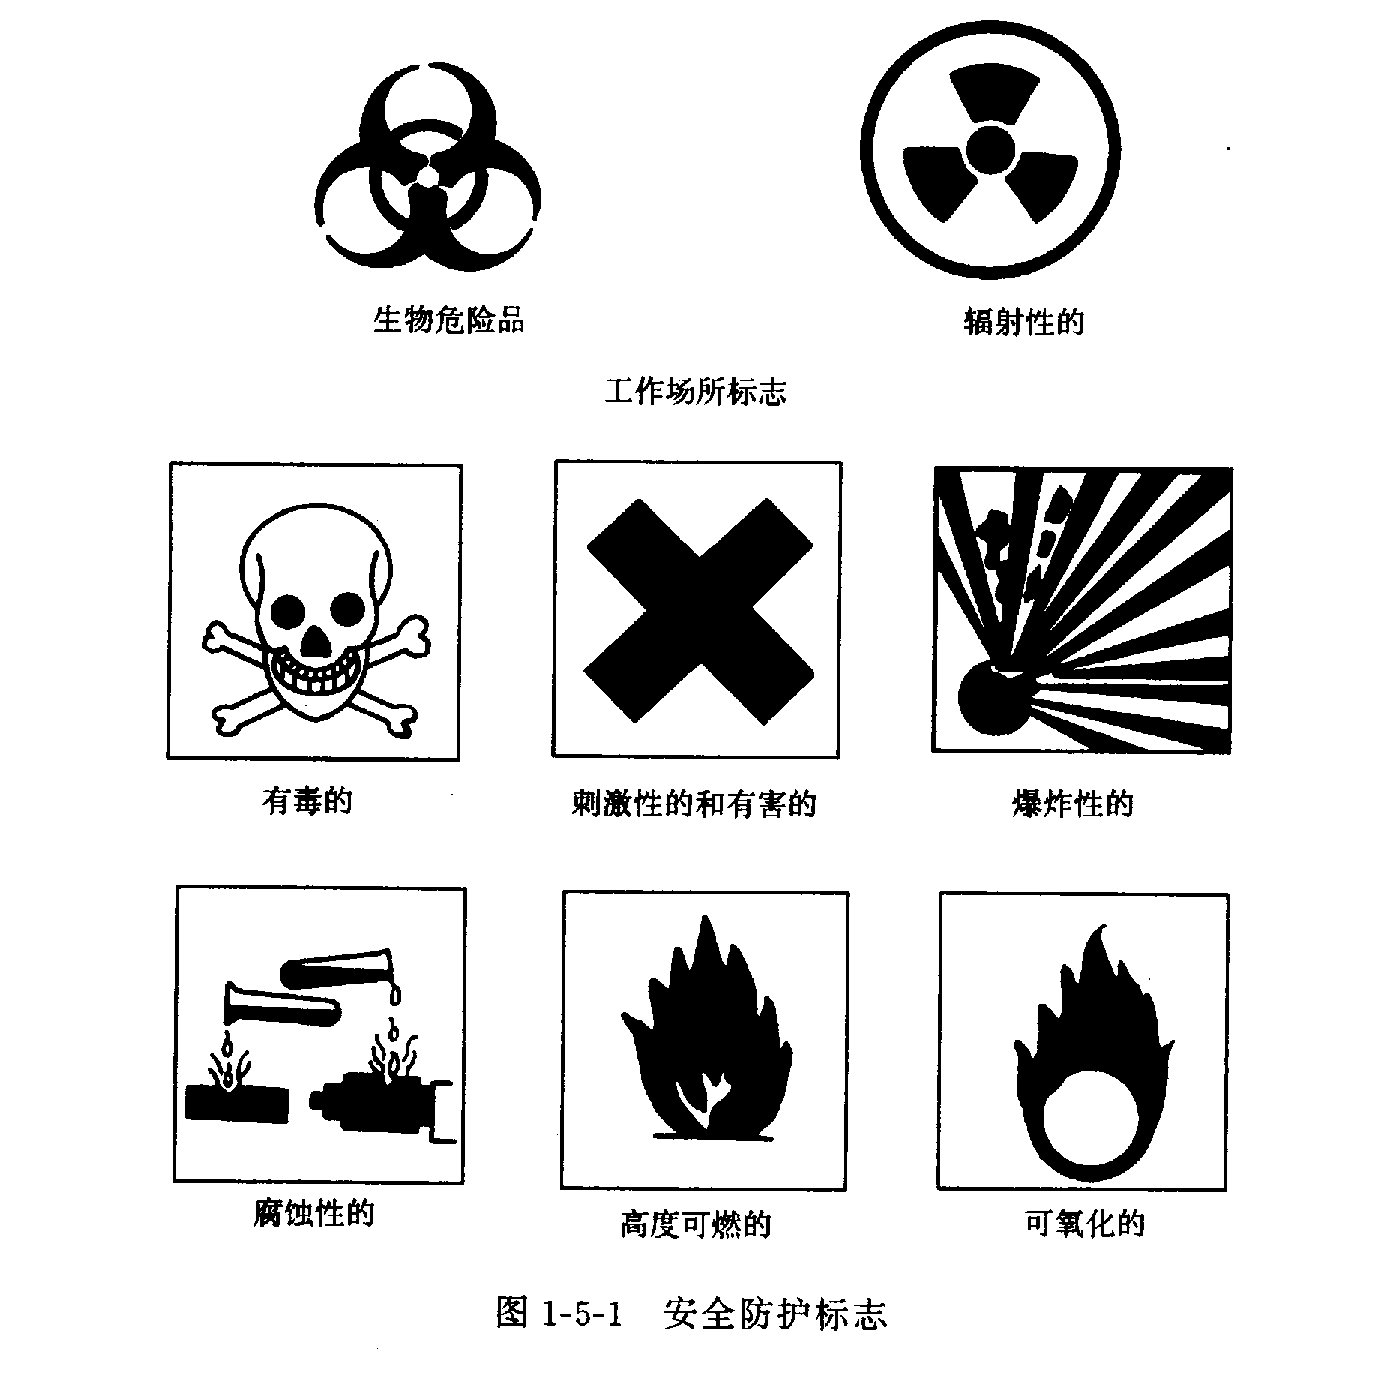 生物危险品
辐射性的
工作场所标志
有毒的
刺激性的和有害的
爆炸性的
腐蚀性的
高度可燃的
可氧化的
图 1-5-1 安全防护标志